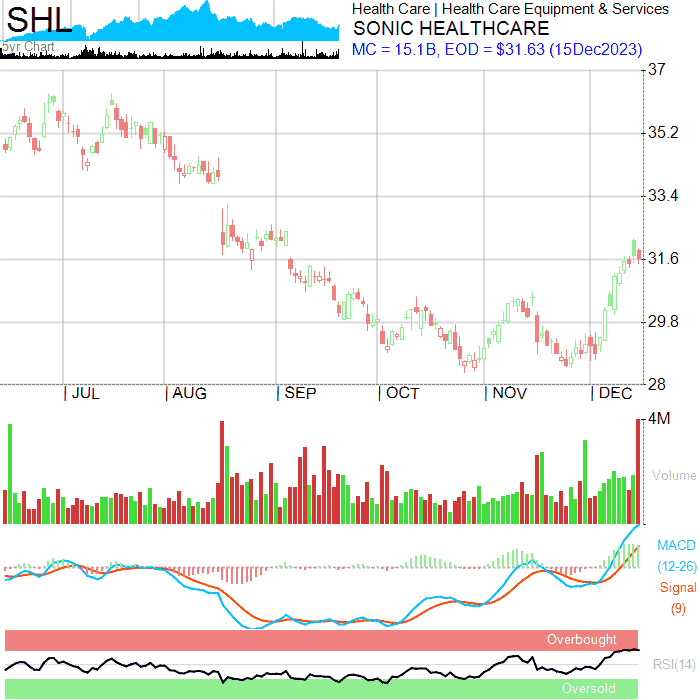 SHL
5yr Chart
Health Care | Health Care Equipment & Services
SONIC HEALTHCARE
MC = 15.1B, EOD = $31.63 (15Dec2023)
37
35.2
33.4
31.6
29.8
28
| JUL | AUG | SEP | OCT | NOV | DEC
4M
Volume
MACD
(12-26)
Signal
(9)
Overbought
RSI(14)
Oversold